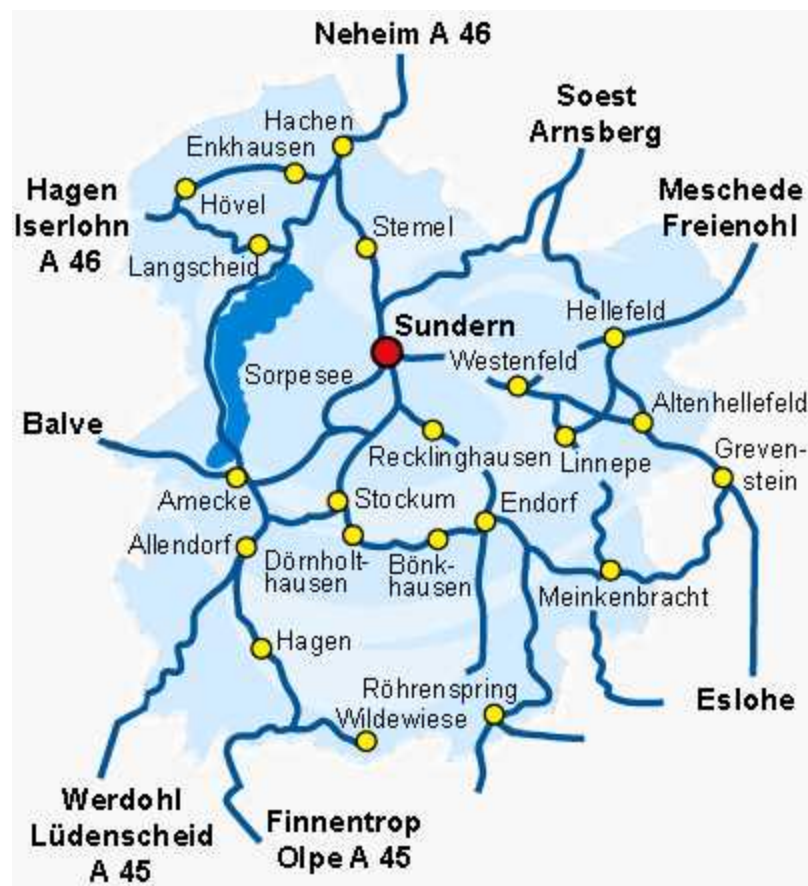 Neheim A 46
Soest
Arnsberg
Hachen
Enkhausen
Hagen
Iserlohn
A 46
Hövel
Meschede
Freienohl
Stemel
Langscheid
Hellefeld
Sundern
Westenfeld
Sorpesee
Altenhellefeld
Balve
Recklinghausen
Linnepe
Greven-
stein
Amecke
Stockum
Endorf
Allendorf
Dörnholt-
hausen
Bönk-
hausen
Meinkenbracht
Hagen
Röhrenspring
Wildewiese
Eslohe
Werdohl
Lüdenscheid
A 45
Finnentrop
Olpe A 45